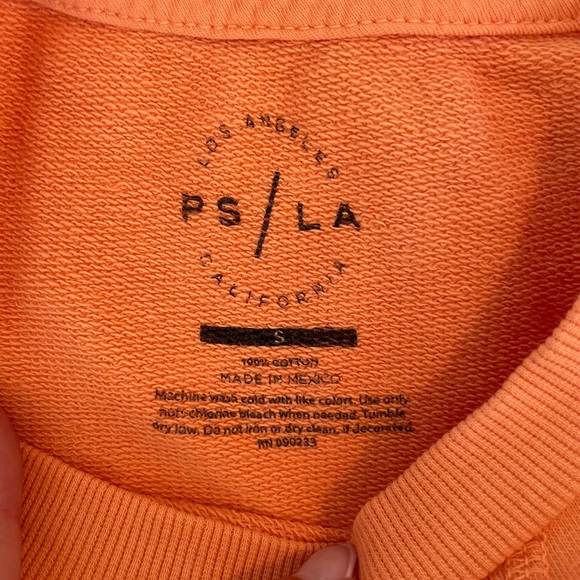 LOS ANGELES
PS/LA
CALIFORNIA
S
100% COTTON
MADE IN MEXICO
Machine wash cold with like colors. Use only
non-chlorine bleach when needed. Tumble
dry low. Do not iron or dry clean, if decorated.
RN 090233